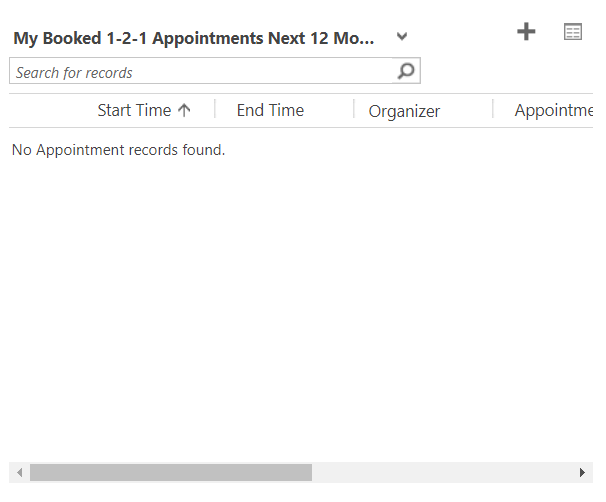 My Booked 1-2-1 Appointments Next 12 Mo...
Search for records
Start Time End Time Organizer Appointme
No Appointment records found.